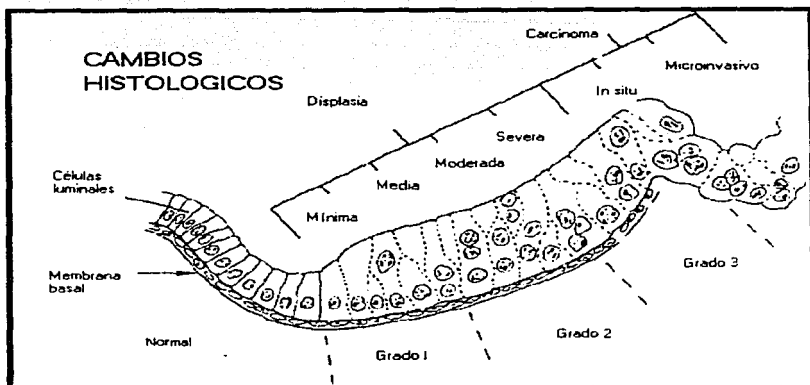 CAMBIOS
HISTOLOGICOS
Carcinoma
Microinvasivo
In situ
Displasia
Severa
Moderada
Media
Mínima
Células
luminales
Membrana
basal
Normal
Grado 1
Grado 2
Grado 3